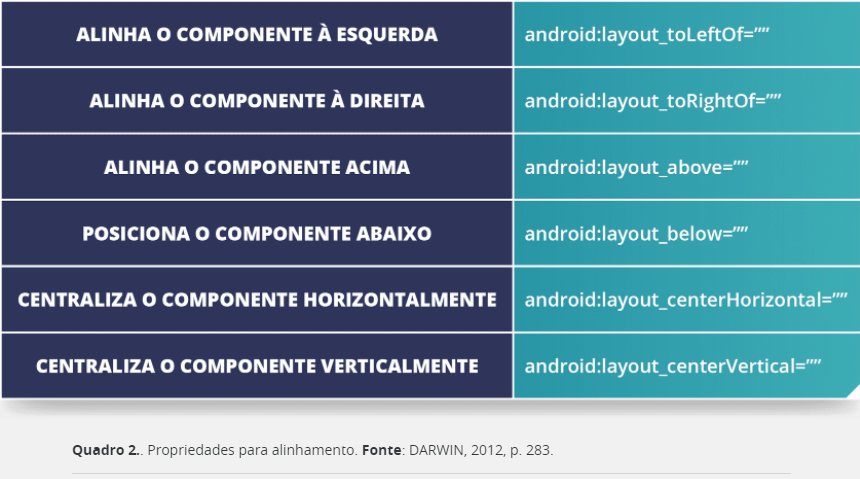 ALINHA O COMPONENTE À ESQUERDA android:layout_toLeftOf=””
ALINHA O COMPONENTE À DIREITA android:layout_toRightOf=””
ALINHA O COMPONENTE ACIMA android:layout_above=””
POSICIONA O COMPONENTE ABAIXO android:layout_below=””
CENTRALIZA O COMPONENTE HORIZONTALMENTE android:layout_centerHorizontal=””
CENTRALIZA O COMPONENTE VERTICALMENTE android:layout_centerVertical=””
Quadro 2.. Propriedades para alinhamento. Fonte: DARWIN, 2012, p. 283.